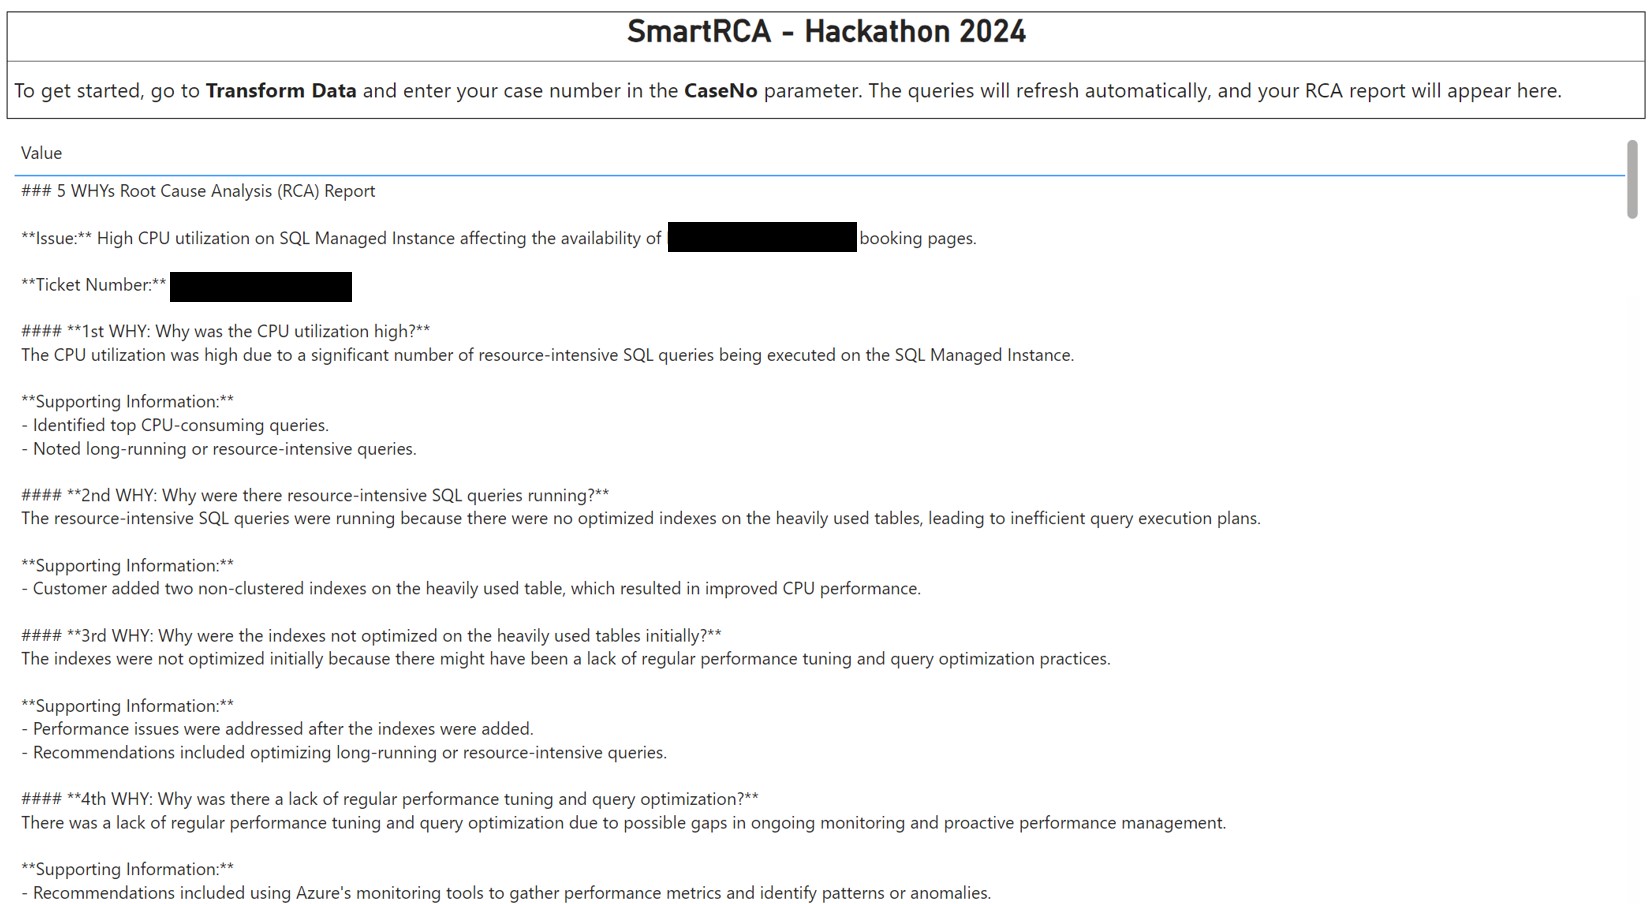 SmartRCA - Hackathon 2024
To get started, go to Transform Data and enter your case number in the CaseNo parameter. The queries will refresh automatically, and your RCA report will appear here.
Value
### 5 WHYs Root Cause Analysis (RCA) Report
**Issue:** High CPU utilization on SQL Managed Instance affecting the availability of booking pages.
**Ticket Number:**
#### **1st WHY: Why was the CPU utilization high?**
The CPU utilization was high due to a significant number of resource-intensive SQL queries being executed on the SQL Managed Instance.
**Supporting Information:**
- Identified top CPU-consuming queries.
- Noted long-running or resource-intensive queries.
#### **2nd WHY: Why were there resource-intensive SQL queries running?**
The resource-intensive SQL queries were running because there were no optimized indexes on the heavily used tables, leading to inefficient query execution plans.
**Supporting Information:**
- Customer added two non-clustered indexes on the heavily used table, which resulted in improved CPU performance.
#### **3rd WHY: Why were the indexes not optimized on the heavily used tables initially?**
The indexes were not optimized initially because there might have been a lack of regular performance tuning and query optimization practices.
**Supporting Information:**
- Performance issues were addressed after the indexes were added.
- Recommendations included optimizing long-running or resource-intensive queries.
#### **4th WHY: Why was there a lack of regular performance tuning and query optimization?**
There was a lack of regular performance tuning and query optimization due to possible gaps in ongoing monitoring and proactive performance management.
**Supporting Information:**
- Recommendations included using Azure's monitoring tools to gather performance metrics and identify patterns or anomalies.